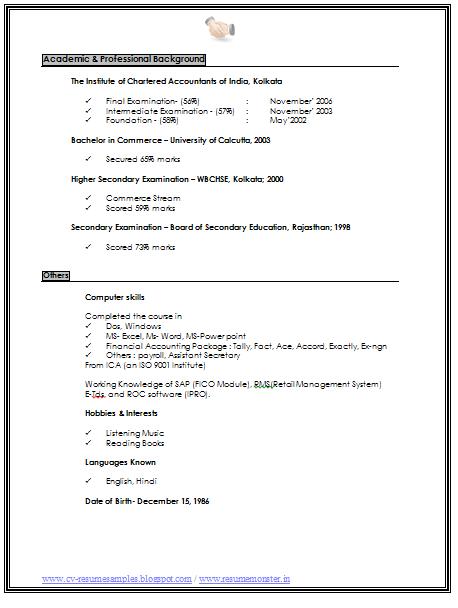 Academic & Professional Background
The Institute of Chartered Accountants of India, Kolkata
✓ Final Examination- (56%) : November' 2006
✓ Intermediate Examination - (57%) : November' 2003
✓ Foundation - (58%) : May'2002
Bachelor in Commerce – University of Calcutta, 2003
✓ Secured 65% marks
Higher Secondary Examination – WBCHSE, Kolkata; 2000
✓ Commerce Stream
✓ Scored 59% marks
Secondary Examination – Board of Secondary Education, Rajasthan; 1998
✓ Scored 73% marks
Others
Computer skills
Completed the course in
✓ Dos, Windows
✓ MS- Excel, Ms- Word, MS-Power point
✓ Financial Accounting Package : Tally, Fact, Ace, Accord, Exactly, Ex-ngn
✓ Others : payroll, Assistant Secretary
From ICA (an ISO 9001 Institute)
Working Knowledge of SAP (FICO Module), RMS(Retail Management System)
E-Tds, and ROC software (IPRO).
Hobbies & Interests
✓ Listening Music
✓ Reading Books
Languages Known
✓ English, Hindi
Date of Birth- December 15, 1986
www.cv-resumesamples.blogspot.com / www.resumemonster.in